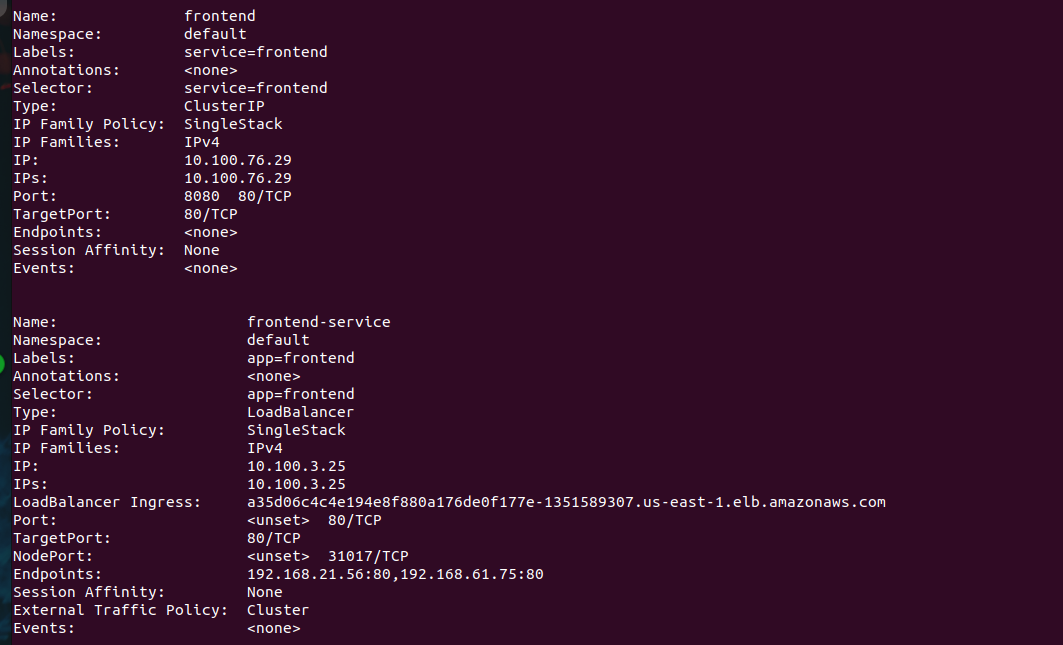 Name: frontend
Namespace: default
Labels: service=frontend
Annotations: <none>
Selector: service=frontend
Type: ClusterIP
IP Family Policy: SingleStack
IP Families: IPv4
IP: 10.100.76.29
IPs: 10.100.76.29
Port: 8080 80/TCP
TargetPort: 80/TCP
Endpoints: <none>
Session Affinity: None
Events: <none>
Name: frontend-service
Namespace: default
Labels: app=frontend
Annotations: <none>
Selector: app=frontend
Type: LoadBalancer
IP Family Policy: SingleStack
IP Families: IPv4
IP: 10.100.3.25
IPs: 10.100.3.25
LoadBalancer Ingress: a35d06c4c4e194e8f880a176de0f177e-1351589307.us-east-1.elb.amazonaws.com
Port: <unset> 80/TCP
TargetPort: 80/TCP
NodePort: <unset> 31017/TCP
Endpoints: 192.168.21.56:80,192.168.61.75:80
Session Affinity: None
External Traffic Policy: Cluster
Events: <none>